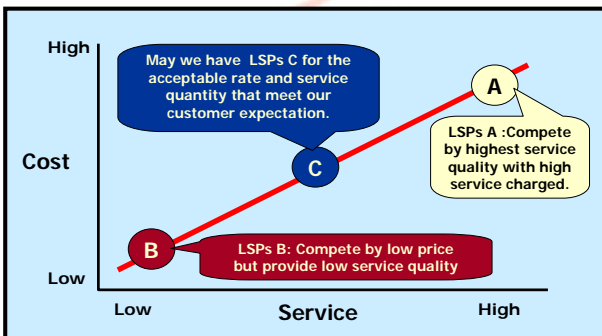 High
May we have LSPs C for the
acceptable rate and service
quantity that meet our
customer expectation.
A
LSPs A :Compete
by highest service
quality with high
service charged.
Cost
C
B
LSPs B: Compete by low price
but provide low service quality
Low
Low
Service
High